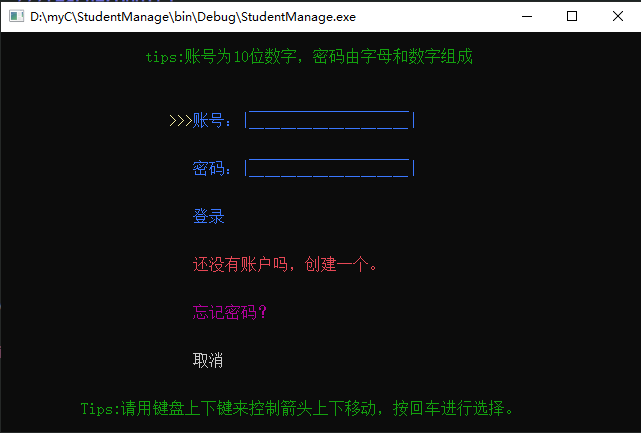 D:\myC\StudentManage\bin\Debug\StudentManage.exe
tips:账号为10位数字，密码由字母和数字组成
>>>账号：|____________________|
密码：|____________________|
登录
还没有账户吗，创建一个。
忘记密码?
取消
Tips:请用键盘上下键来控制箭头上下移动，按回车进行选择。